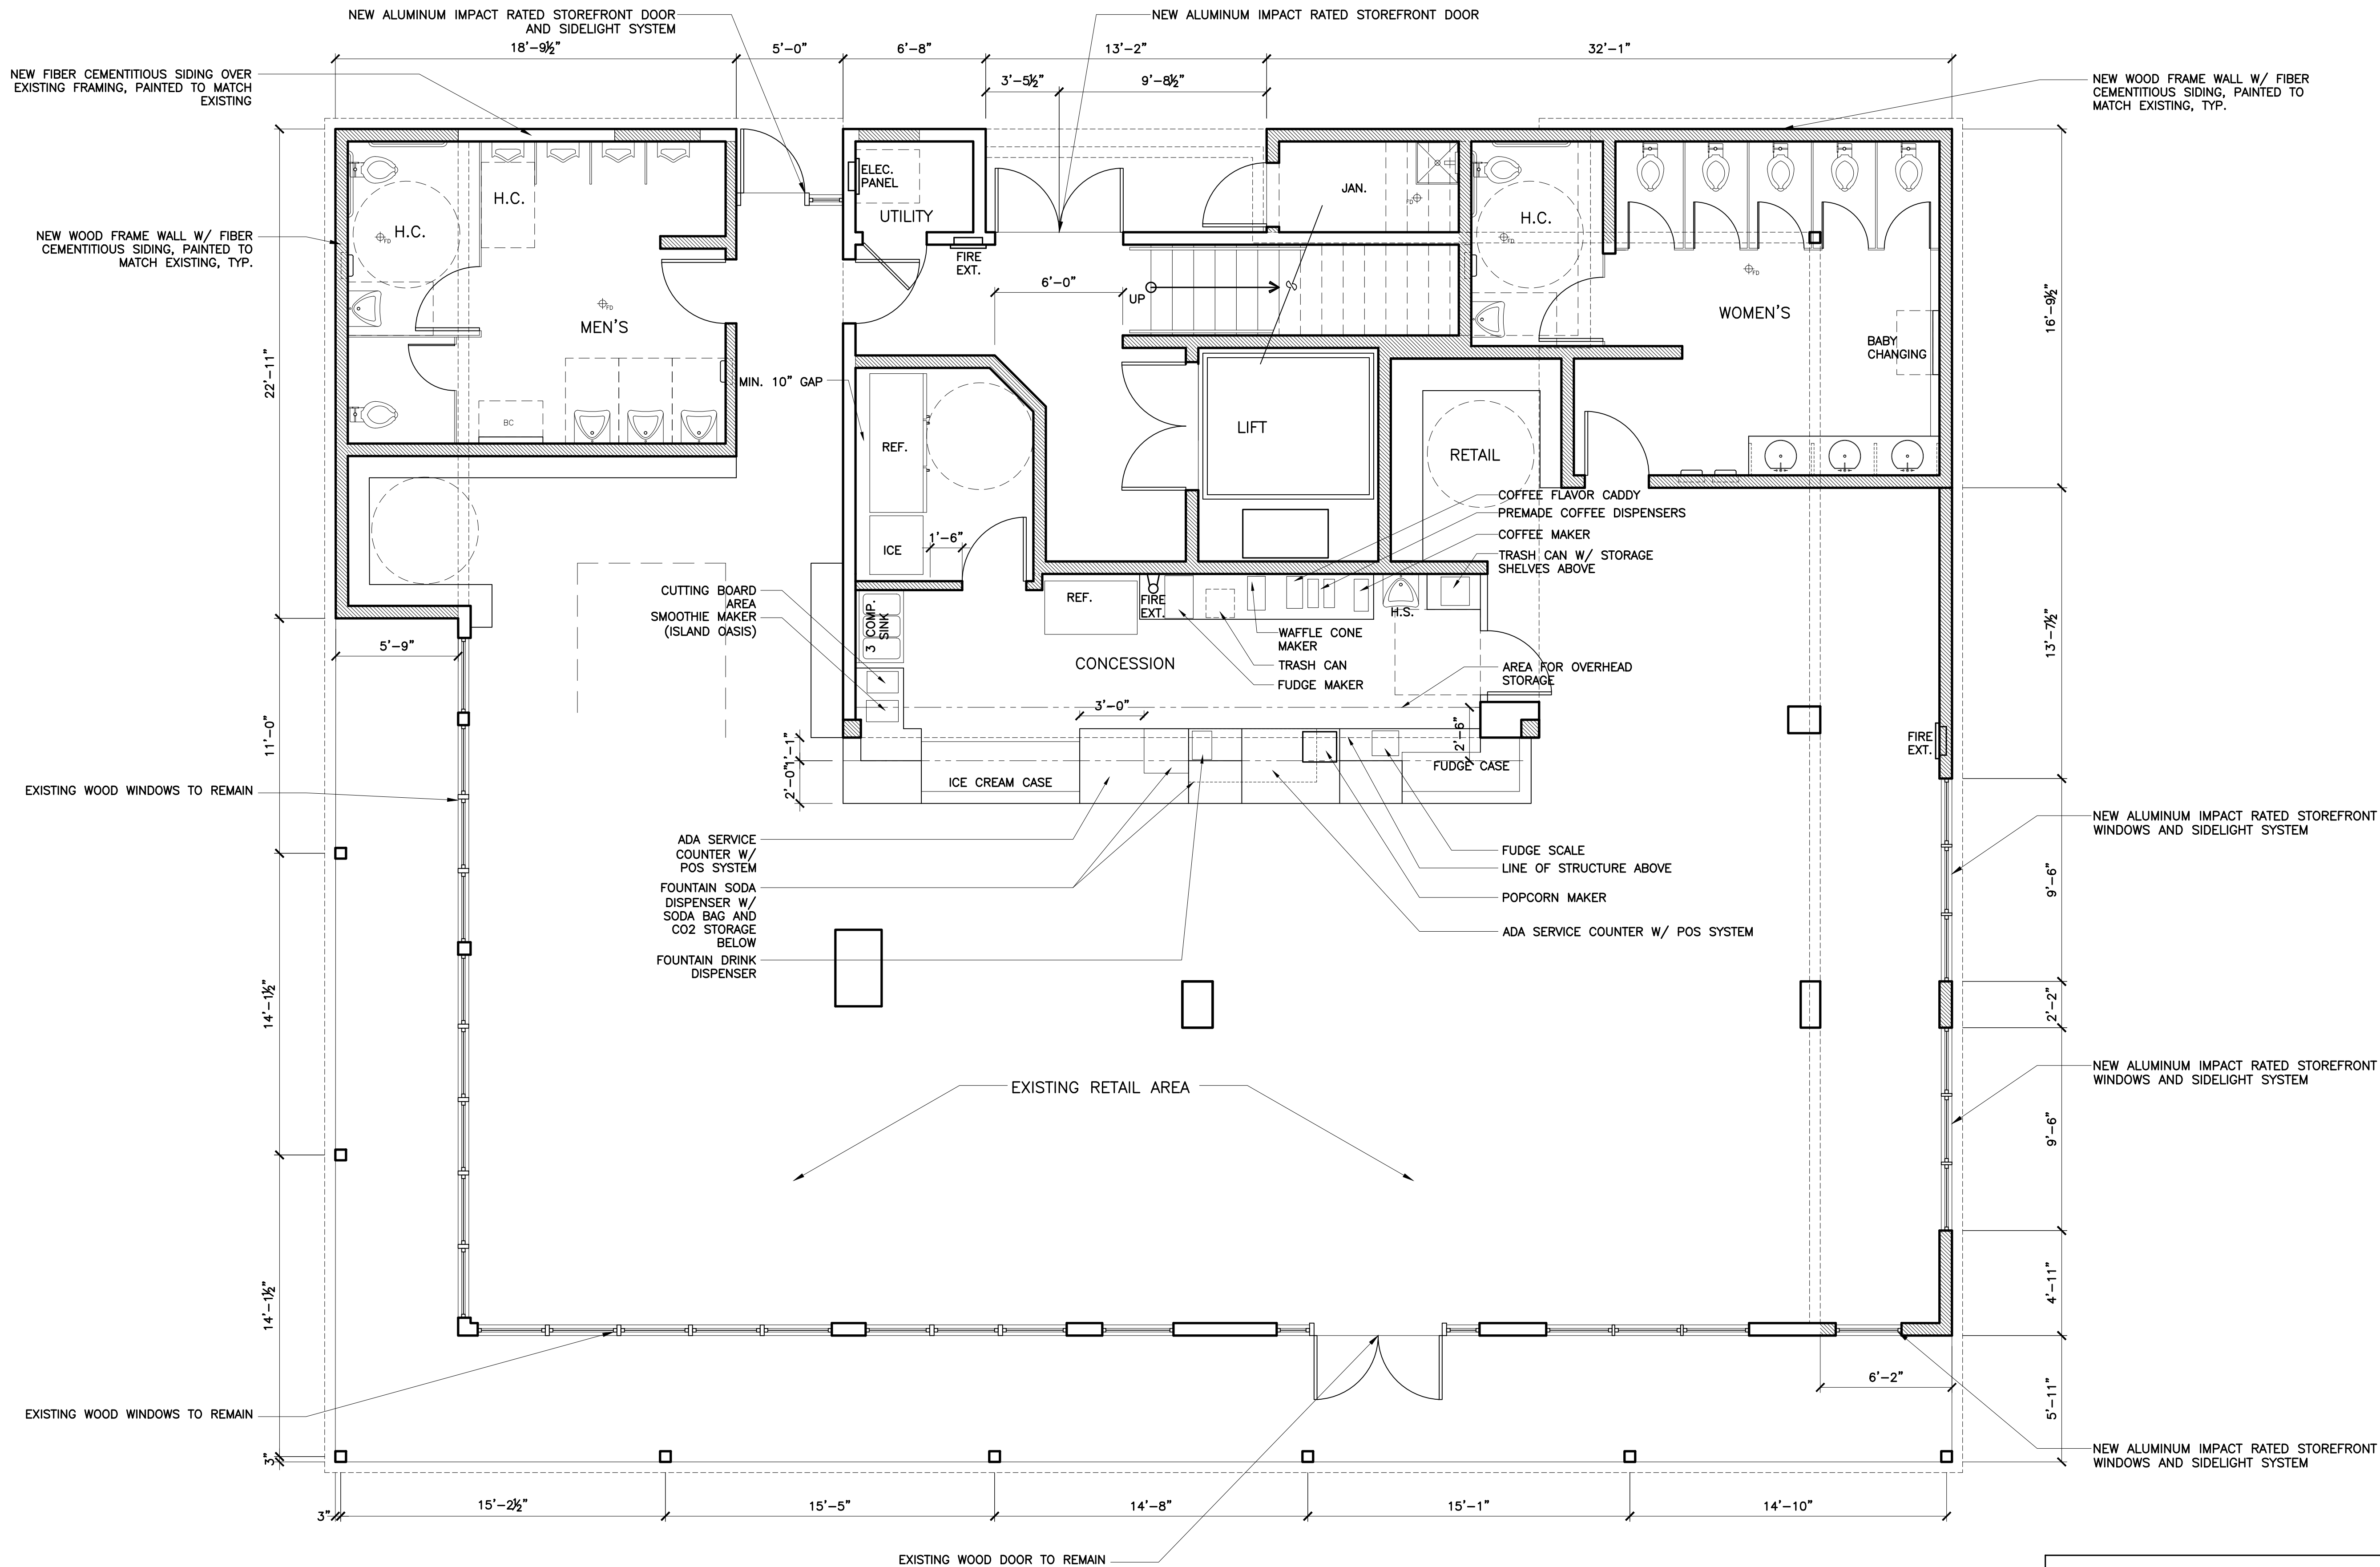 NEW ALUMINUM IMPACT RATED STOREFRONT DOOR
AND SIDELIGHT SYSTEM
NEW ALUMINUM IMPACT RATED STOREFRONT DOOR
18'-9½"
5'-0"
6'-8"
13'-2"
32'-1"
3'-5½"
9'-8½"
NEW FIBER CEMENTITIOUS SIDING OVER
EXISTING FRAMING, PAINTED TO MATCH
EXISTING
NEW WOOD FRAME WALL W/ FIBER
CEMENTITIOUS SIDING, PAINTED TO
MATCH EXISTING, TYP.
NEW WOOD FRAME WALL W/ FIBER
CEMENTITIOUS SIDING, PAINTED TO
MATCH EXISTING, TYP.
H.C.
H.C.
FD
FD
MEN'S
BC
ELEC.
PANEL
UTILITY
FIRE
EXT.
6'-0"
UP
JAN.
FD
H.C.
FD
FD
WOMEN'S
BABY
CHANGING
22'-11"
16'-9½"
MIN. 10" GAP
REF.
ICE
1'-6"
LIFT
RETAIL
COFFEE FLAVOR CADDY
PREMADE COFFEE DISPENSERS
COFFEE MAKER
TRASH CAN W/ STORAGE
SHELVES ABOVE
CUTTING BOARD
AREA
SMOOTHIE MAKER
(ISLAND OASIS)
3 COMP.
SINK
REF.
FIRE
EXT.
H.S.
WAFFLE CONE
MAKER
TRASH CAN
FUDGE MAKER
CONCESSION
AREA FOR OVERHEAD
STORAGE
5'-9"
13'-7½"
3'-0"
2'-6"
1'-1"
2'-0"
ICE CREAM CASE
FUDGE CASE
FIRE
EXT.
11'-0"
EXISTING WOOD WINDOWS TO REMAIN
NEW ALUMINUM IMPACT RATED STOREFRONT
WINDOWS AND SIDELIGHT SYSTEM
ADA SERVICE
COUNTER W/
POS SYSTEM
FOUNTAIN SODA
DISPENSER W/
SODA BAG AND
CO2 STORAGE
BELOW
FOUNTAIN DRINK
DISPENSER
FUDGE SCALE
LINE OF STRUCTURE ABOVE
POPCORN MAKER
ADA SERVICE COUNTER W/ POS SYSTEM
9'-6"
2'-2"
14'-1½"
EXISTING RETAIL AREA
NEW ALUMINUM IMPACT RATED STOREFRONT
WINDOWS AND SIDELIGHT SYSTEM
9'-6"
14'-1½"
4'-11"
6'-2"
5'-11"
EXISTING WOOD WINDOWS TO REMAIN
NEW ALUMINUM IMPACT RATED STOREFRONT
WINDOWS AND SIDELIGHT SYSTEM
3"
3"
15'-2½"
15'-5"
14'-8"
15'-1"
14'-10"
EXISTING WOOD DOOR TO REMAIN